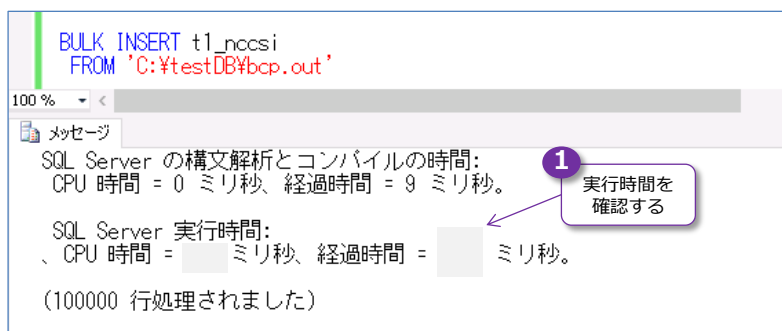 BULK INSERT t1_nccsi
FROM 'C:¥testDB¥bcp.out'
100 %
メッセージ
SQL Server の構文解析とコンパイルの時間:
CPU 時間 = 0 ミリ秒、経過時間 = 9 ミリ秒。
1
実行時間を
確認する
SQL Server 実行時間:
、CPU 時間 = ミリ秒、経過時間 = ミリ秒。
(100000 行処理されました)